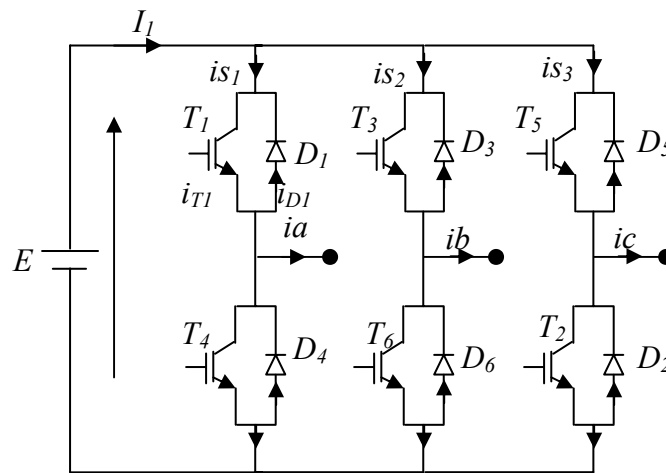 I1
is1 is2 is3
T1 D1 T3 D3 T5 D5
iT1 iD1
ia ib ic
E
T4 D4 T6 D6 T2 D2